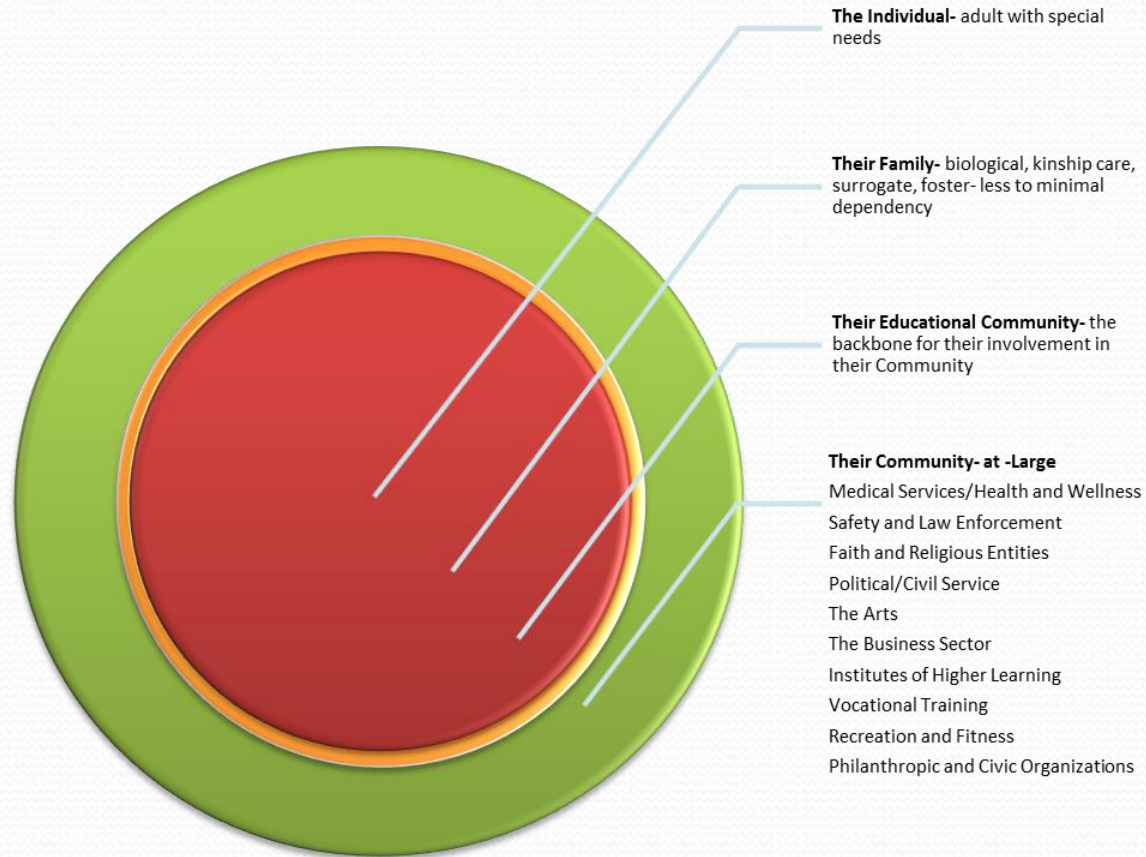 The Individual- adult with special
needs
Their Family- biological, kinship care,
surrogate, foster- less to minimal
dependency
Their Educational Community- the
backbone for their involvement in
their Community
Their Community- at -Large
Medical Services/Health and Wellness
Safety and Law Enforcement
Faith and Religious Entities
Political/Civil Service
The Arts
The Business Sector
Institutes of Higher Learning
Vocational Training
Recreation and Fitness
Philanthropic and Civic Organizations